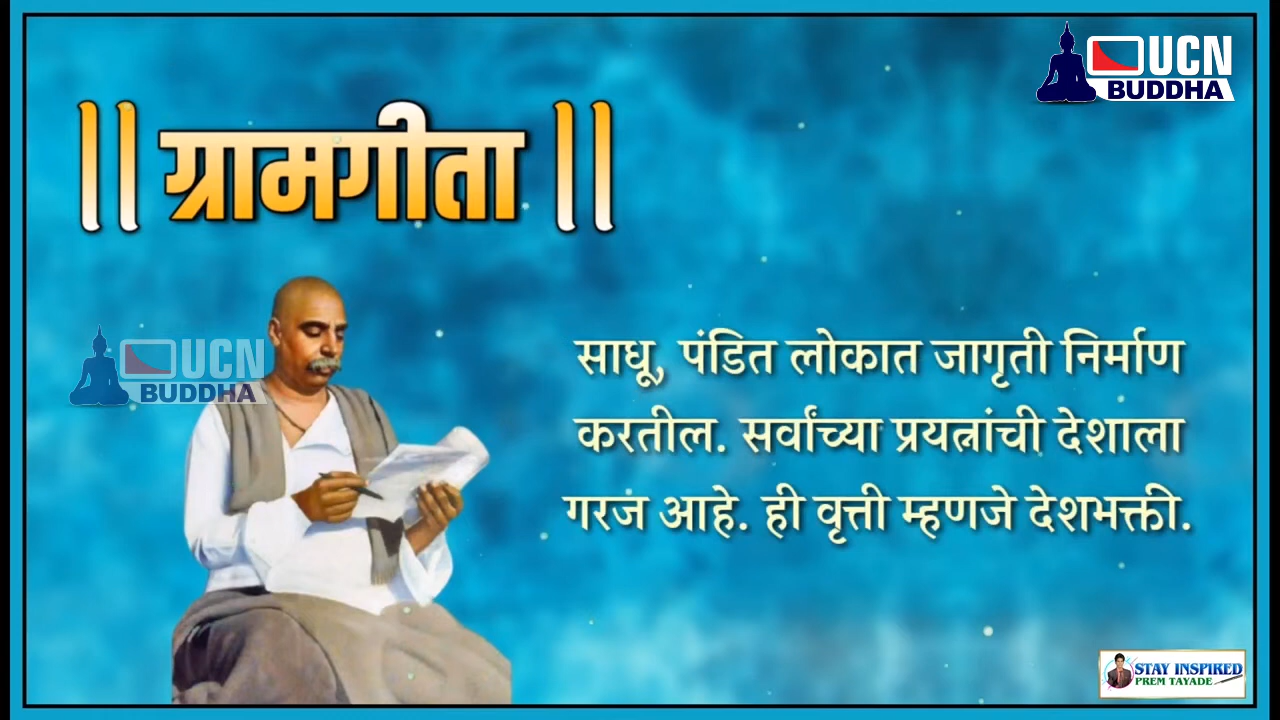 UCN
BUDDHA
|| ग्रामगीता ||
UCN
BUDDHA
साधू, पंडित लोकात जागृती निर्माण
करतील. सर्वांच्या प्रयत्नांची देशाला
गरज आहे. ही वृत्ती म्हणजे देशभक्ती.
STAY INSPIRED
PREM TAYADE